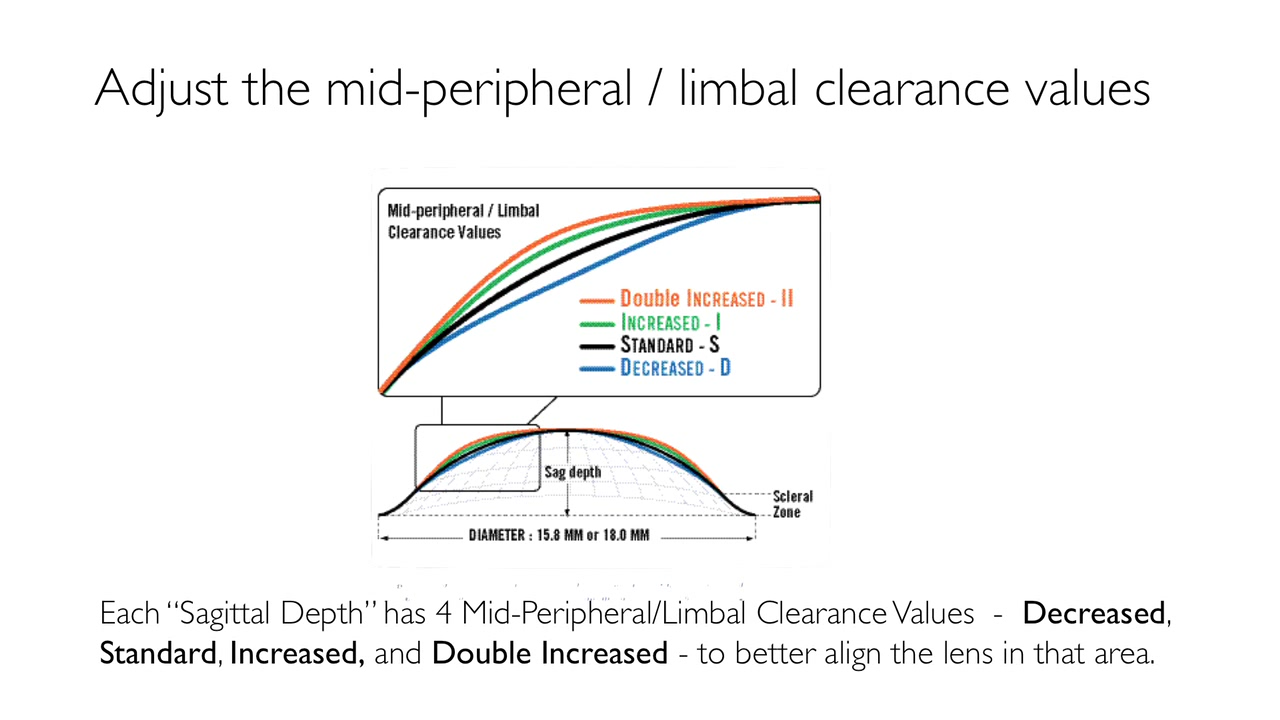 Adjust the mid-peripheral / limbal clearance values
Mid-peripheral / Limbal
Clearance Values
Double INCREASED - II
INCREASED - I
STANDARD - S
DECREASED - D
Sag depth
Scleral
Zone
DIAMETER : 15.8 MM or 18.0 MM
Each “Sagittal Depth” has 4 Mid-Peripheral/Limbal Clearance Values - Decreased,
Standard, Increased, and Double Increased - to better align the lens in that area.